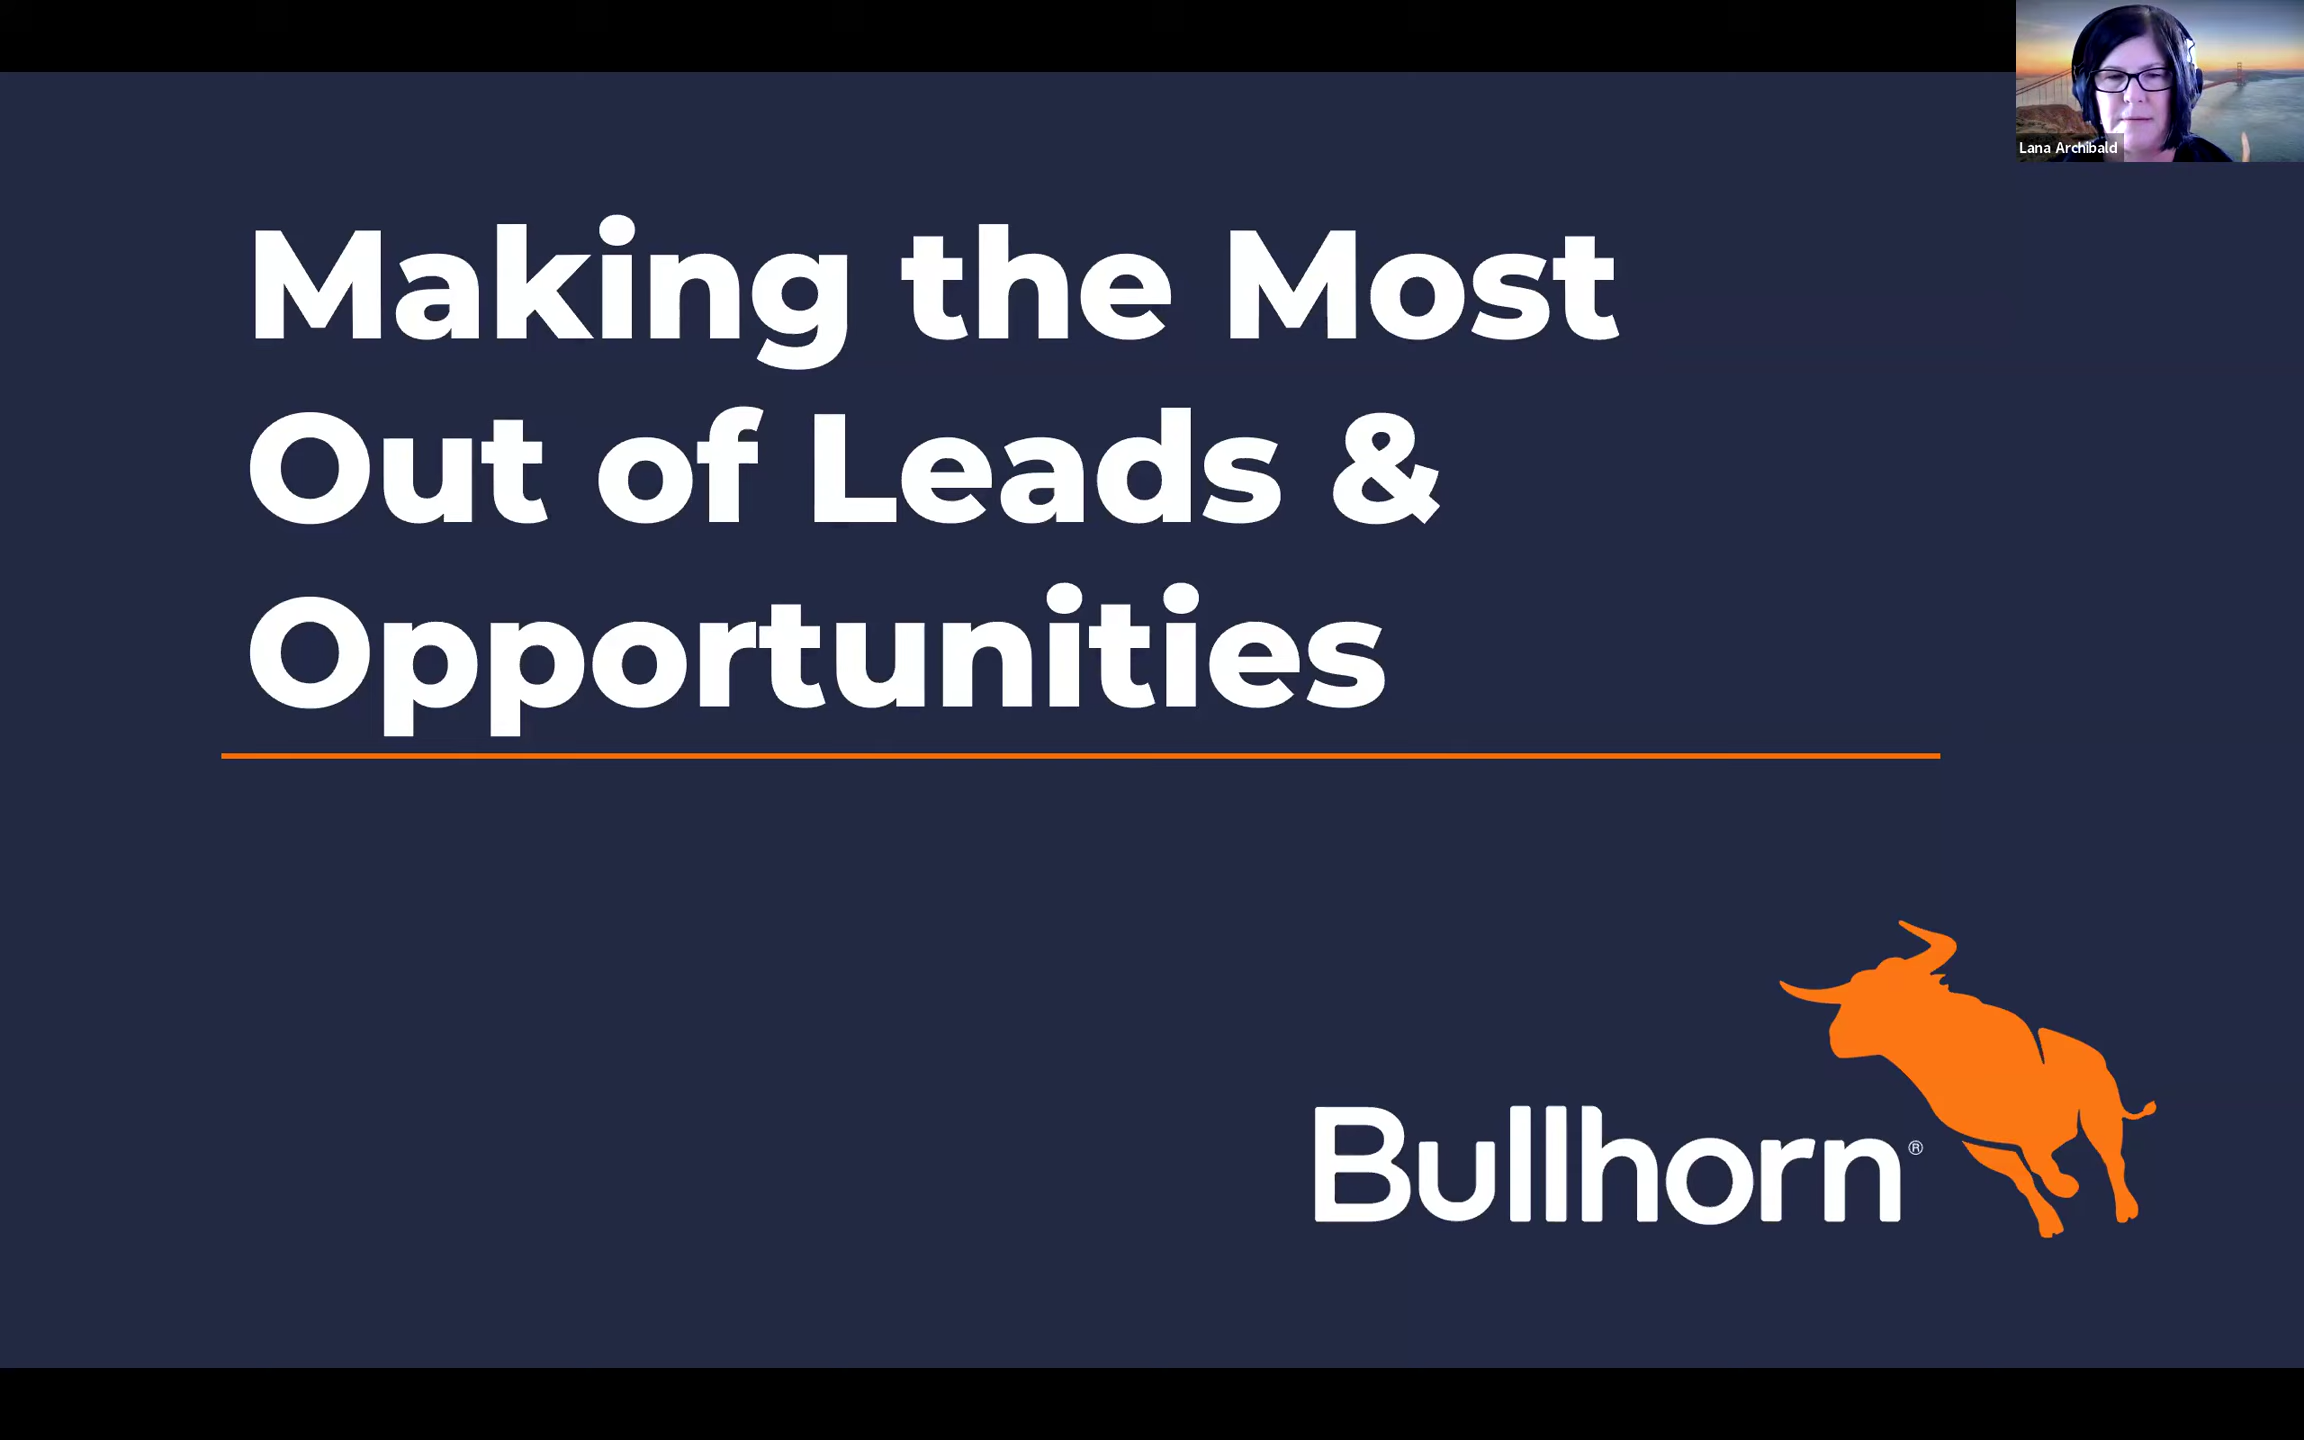 Lana Archibald
Making the Most
Out of Leads &
Opportunities
Bullhorn®